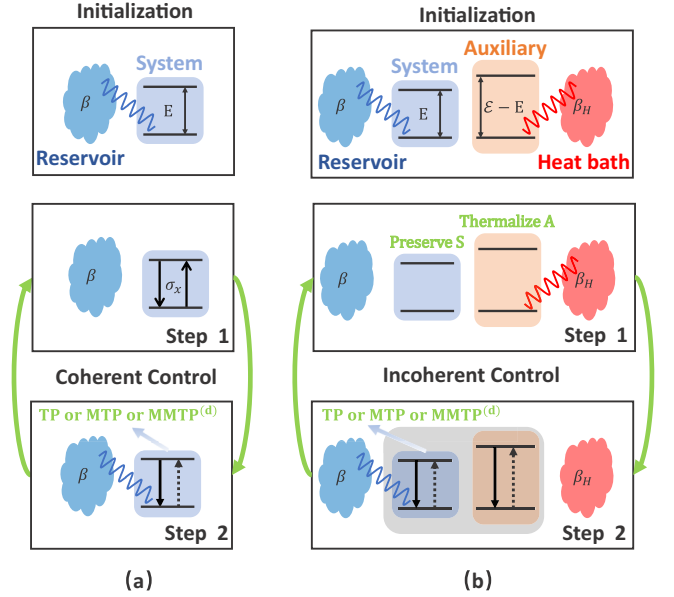 Initialization
System
β
E
Reservoir
β
σx
Step 1
Coherent Control
TP or MTP or MMTP(d)
β
Step 2
(a)
Initialization
Auxiliary
System
β
E
ℰ − E
βH
Reservoir
Heat bath
Thermalize A
Preserve S
β
βH
Step 1
Incoherent Control
TP or MTP or MMTP(d)
β
βH
Step 2
(b)